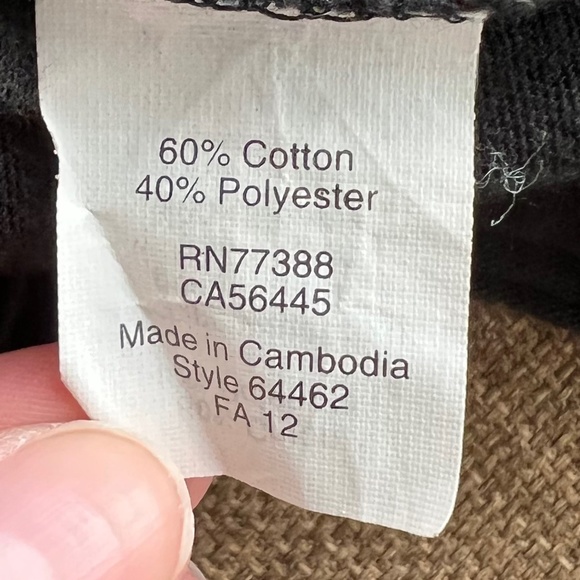 60% Cotton
40% Polyester
RN77388
CA56445
Made in Cambodia
Style 64462
FA 12